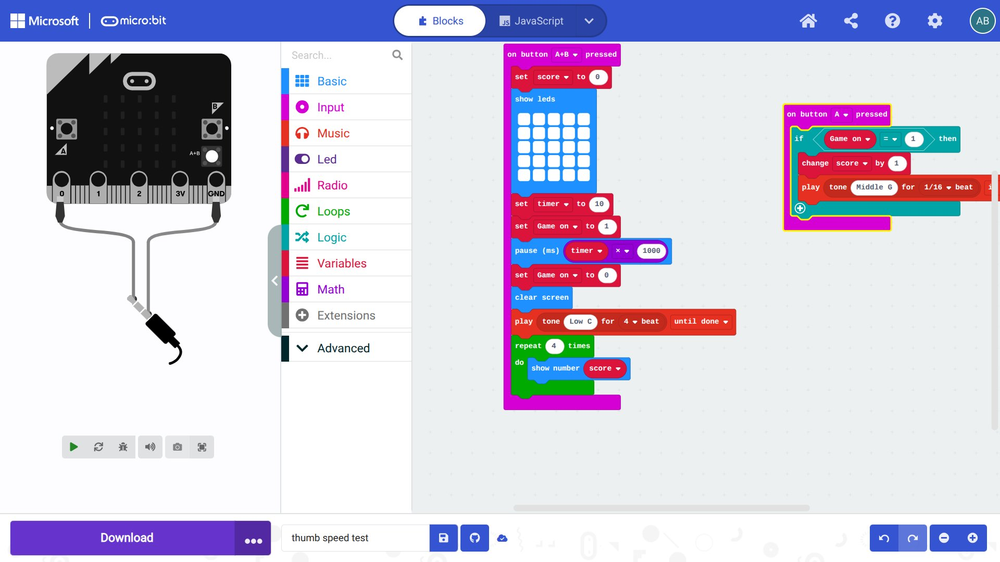 Microsoft
micro:bit
Blocks
JS JavaScript
AB
B
A
A+B
0 1 2 3V GND
Search...
Basic
Input
Music
Led
Radio
Loops
Logic
Variables
Math
Extensions
Advanced
on button A+B pressed
set score to 0
show leds
set timer to 10
set Game on to 1
pause (ms) timer × 1000
set Game on to 0
clear screen
play tone Low C for 4 beat until done
repeat 4 times
do show number score
on button A pressed
if Game on = 1 then
change score by 1
play tone Middle G for 1/16 beat
Download
thumb speed test